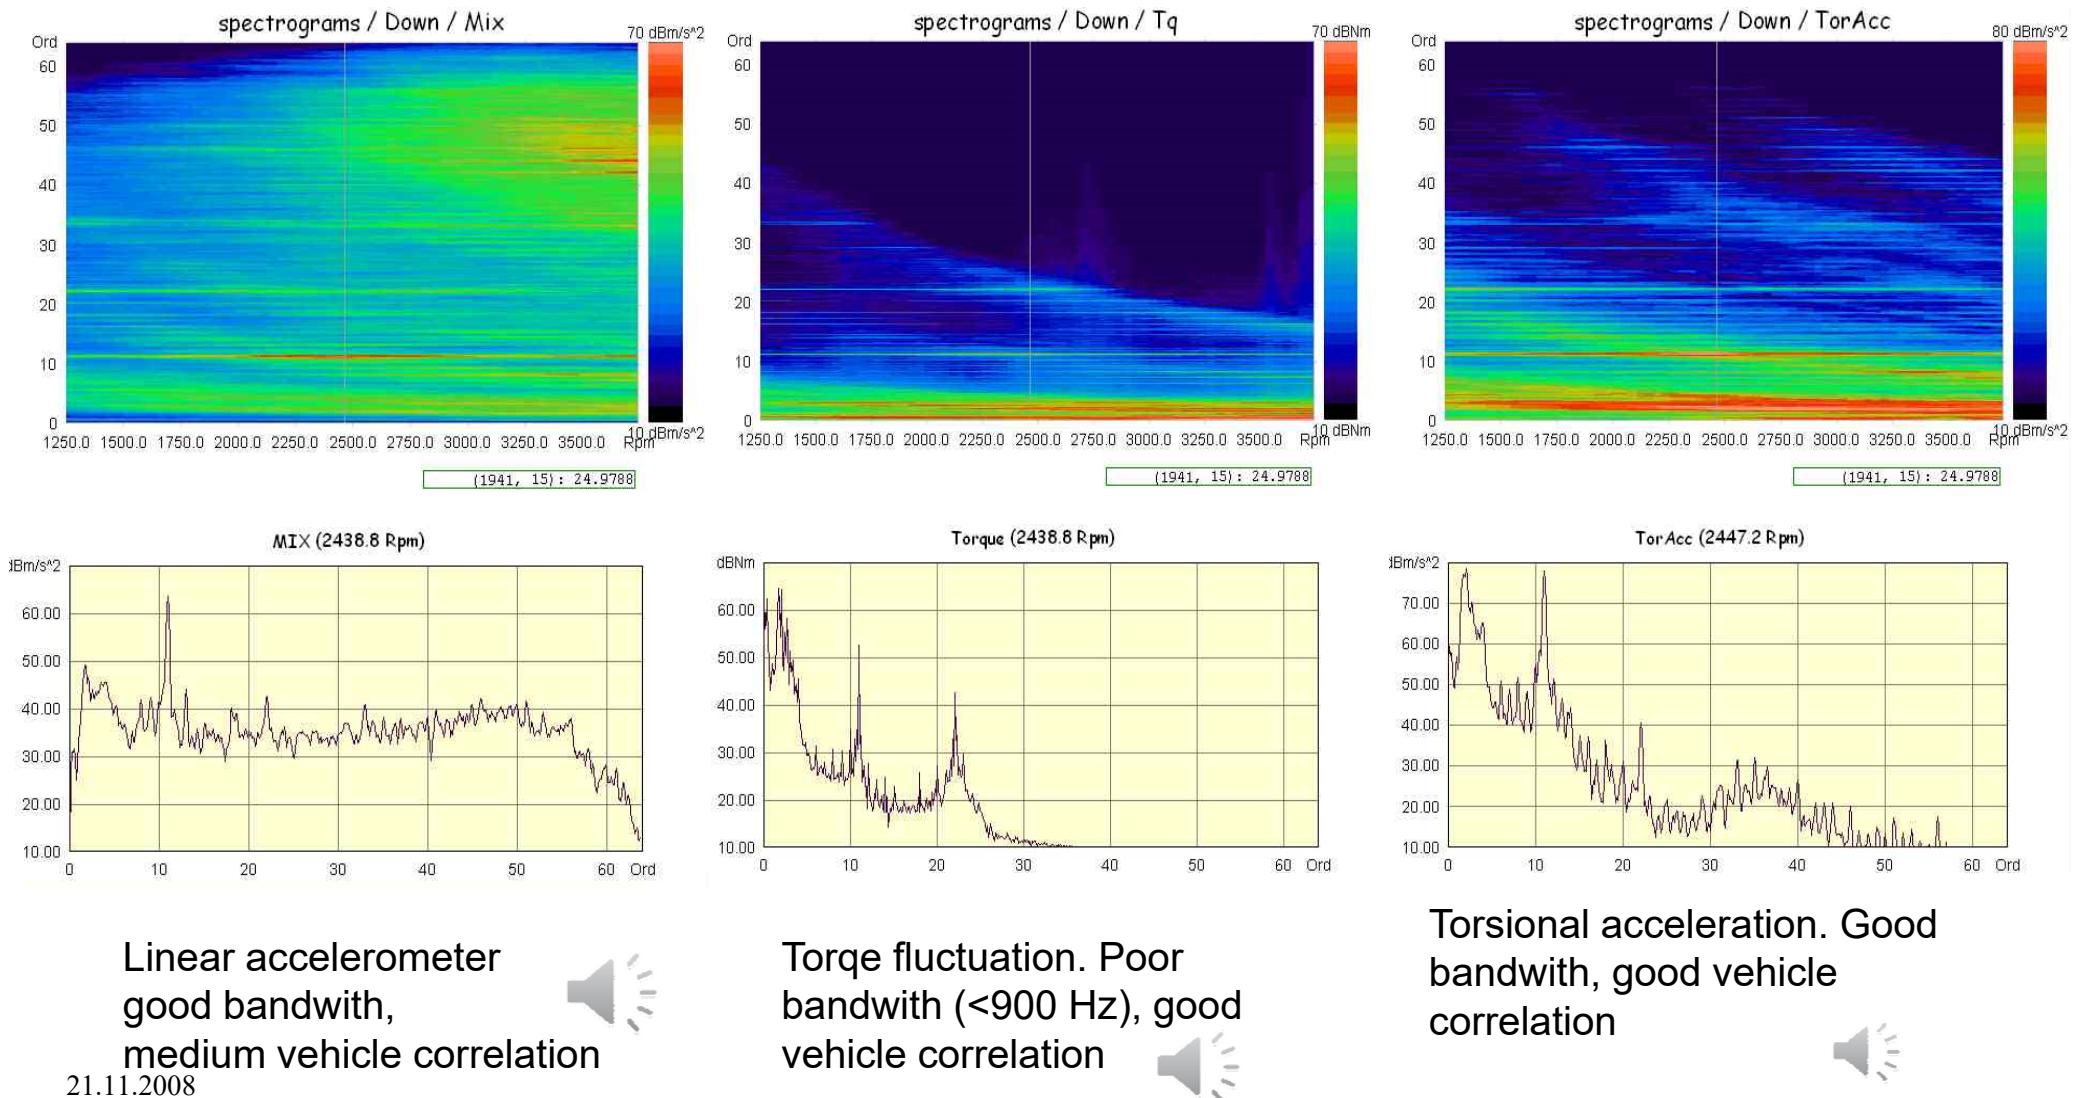 spectrograms / Down / Mix
70 dBm/s^2
Ord
60
50
40
30
20
10
0
1250.0 1500.0 1750.0 2000.0 2250.0 2500.0 2750.0 3000.0 3250.0 3500.0 Rpm
10 dBm/s^2
(1941, 15): 24.9788
spectrograms / Down / Tq
70 dBNm
Ord
60
50
40
30
20
10
0
1250.0 1500.0 1750.0 2000.0 2250.0 2500.0 2750.0 3000.0 3250.0 3500.0 Rpm
10 dBNm
(1941, 15): 24.9788
spectrograms / Down / TorAcc
80 dBm/s^2
Ord
60
50
40
30
20
10
0
1250.0 1500.0 1750.0 2000.0 2250.0 2500.0 2750.0 3000.0 3250.0 3500.0 Rpm
10 dBm/s^2
(1941, 15): 24.9788
MIX (2438.8 Rpm)
dBm/s^2
60.00
50.00
40.00
30.00
20.00
10.00
0 10 20 30 40 50 60 Ord
Torque (2438.8 Rpm)
dBNm
60.00
50.00
40.00
30.00
20.00
10.00
0 10 20 30 40 50 60 Ord
TorAcc (2447.2 Rpm)
dBm/s^2
70.00
60.00
50.00
40.00
30.00
20.00
10.00
0 10 20 30 40 50 60 Ord
Linear accelerometer
good bandwith,
medium vehicle correlation
Torqe fluctuation. Poor
bandwith (<900 Hz), good
vehicle correlation
Torsional acceleration. Good
bandwith, good vehicle
correlation
21.11.2008